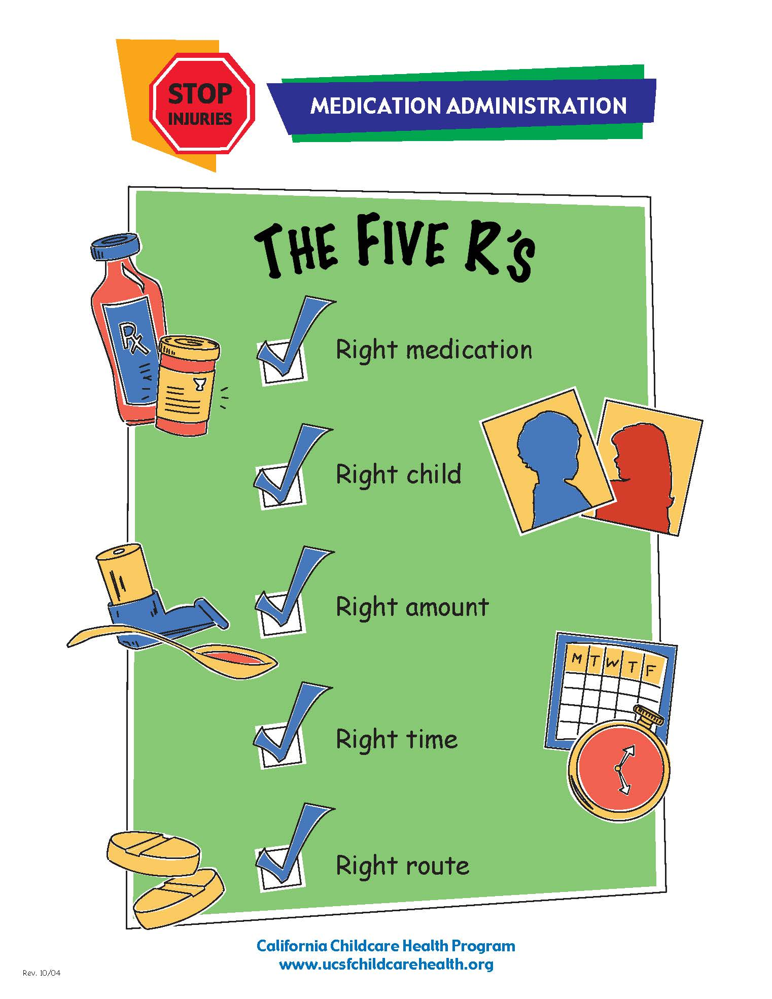 STOP
INJURIES
MEDICATION ADMINISTRATION
THE FIVE R'S
Right medication
Rx
Right child
Right amount
M T W T F
Right time
Right route
California Childcare Health Program
www.ucsfchildcarehealth.org
Rev. 10/04